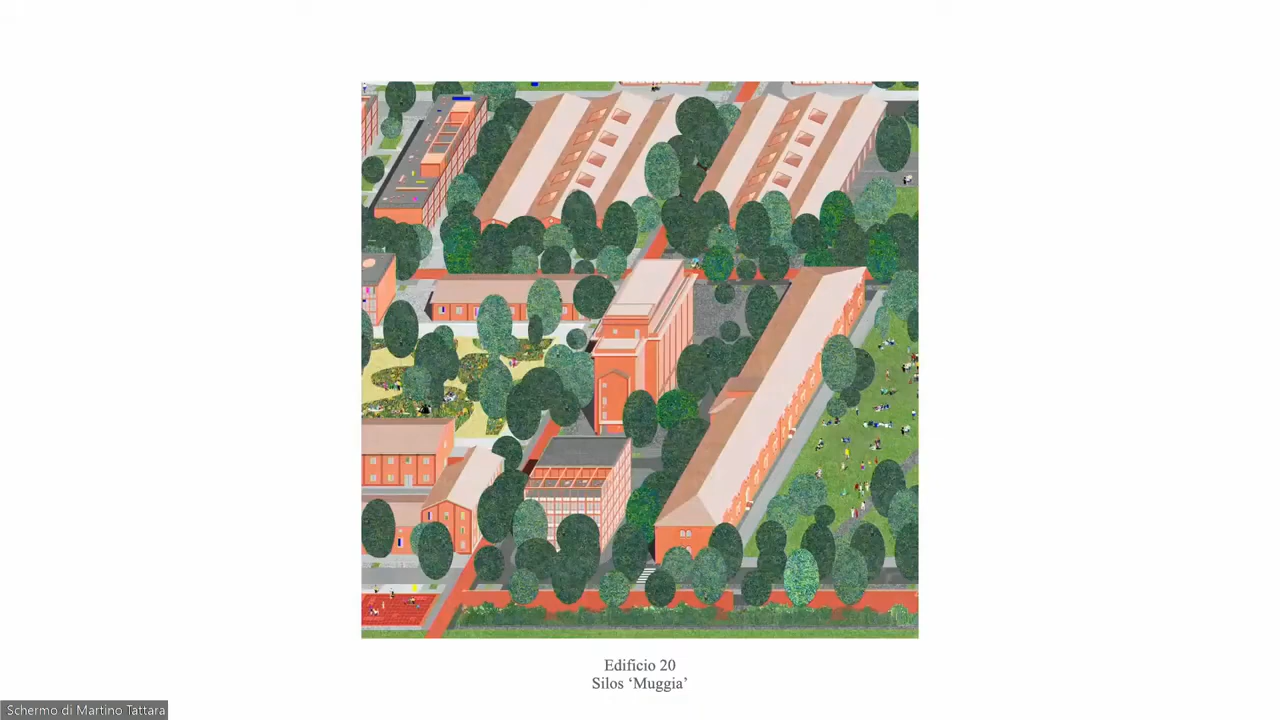 Edificio 20
Silos ‘Muggia’
Schermo di Martino Tattara